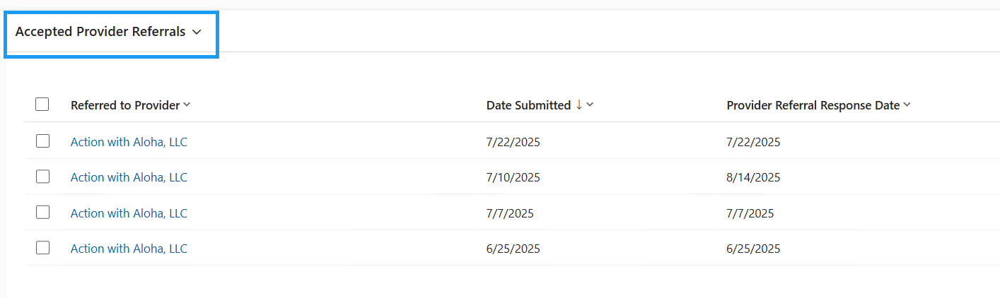 Accepted Provider Referrals
Referred to Provider Date Submitted ↓ Provider Referral Response Date
Action with Aloha, LLC 7/22/2025 7/22/2025
Action with Aloha, LLC 7/10/2025 8/14/2025
Action with Aloha, LLC 7/7/2025 7/7/2025
Action with Aloha, LLC 6/25/2025 6/25/2025